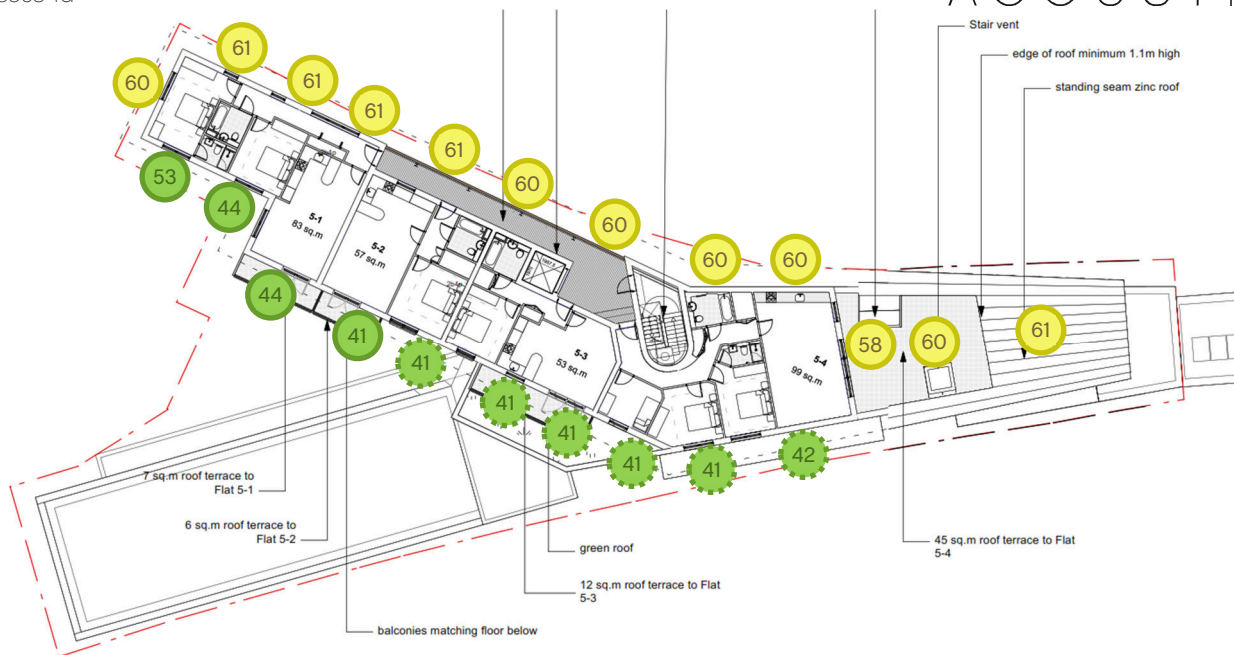 Stair vent
edge of roof minimum 1.1m high
standing seam zinc roof
61
60
61
61
61
60
60
60
60
53
44
44
41
41
41
41
41
41
42
58
60
61
5-1
83 sq.m
5-2
57 sq.m
5-3
53 sq.m
5-4
99 sq.m
7 sq.m roof terrace to
Flat 5-1
6 sq.m roof terrace to
Flat 5-2
green roof
12 sq.m roof terrace to Flat
5-3
balconies matching floor below
45 sq.m roof terrace to Flat
5-4